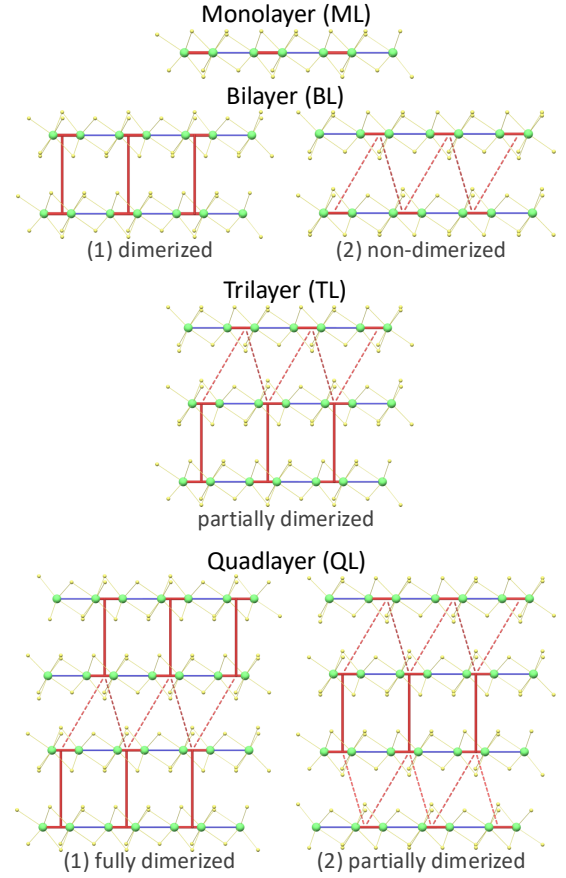 Monolayer (ML)
Bilayer (BL)
(1) dimerized
(2) non-dimerized
Trilayer (TL)
partially dimerized
Quadlayer (QL)
(1) fully dimerized
(2) partially dimerized